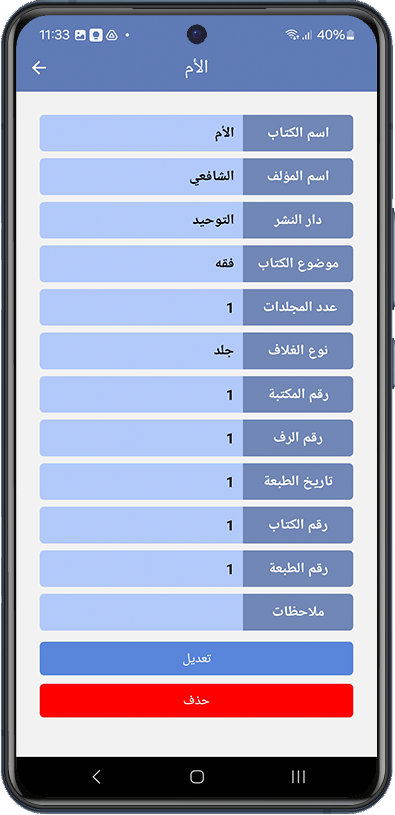 11:33 40%
الأم
اسم الكتاب الأم
اسم المؤلف الشافعي
دار النشر التوحيد
موضوع الكتاب فقه
عدد المجلدات 1
نوع الغلاف جلد
رقم المكتبة 1
رقم الرف 1
تاريخ الطبعة 1
رقم الكتاب 1
رقم الطبعة 1
ملاحظات
تعديل
حذف